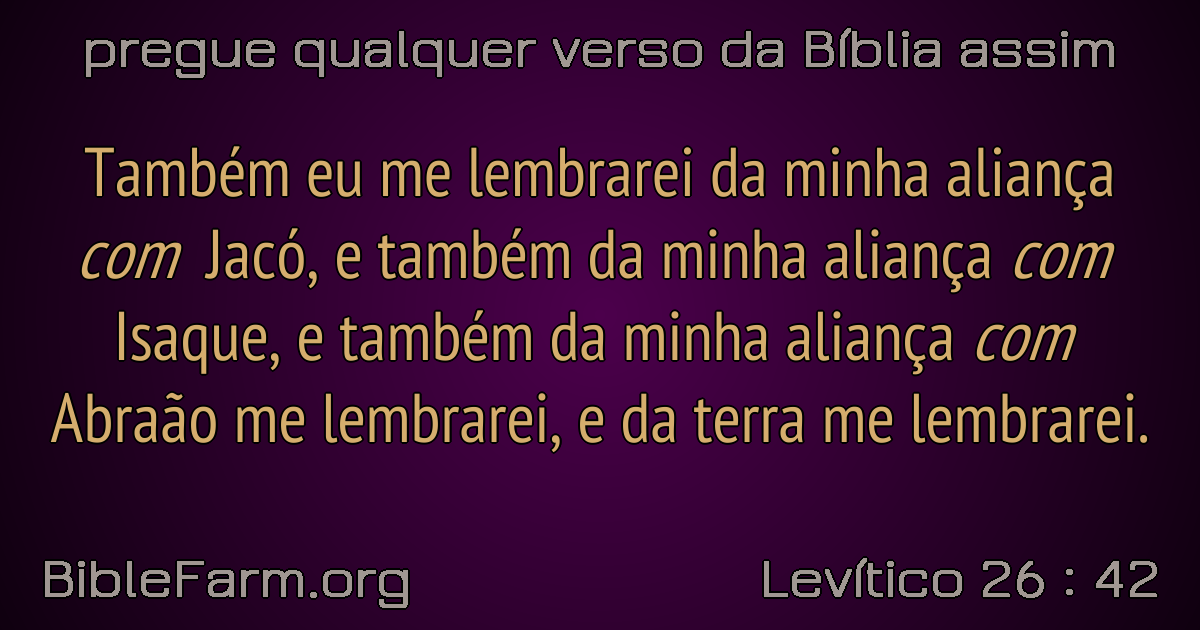 pregue qualquer verso da Bíblia assim
Também eu me lembrarei da minha aliança
com Jacó, e também da minha aliança com
Isaque, e também da minha aliança com
Abraão me lembrarei, e da terra me lembrarei.
BibleFarm.org
Levítico 26 : 42